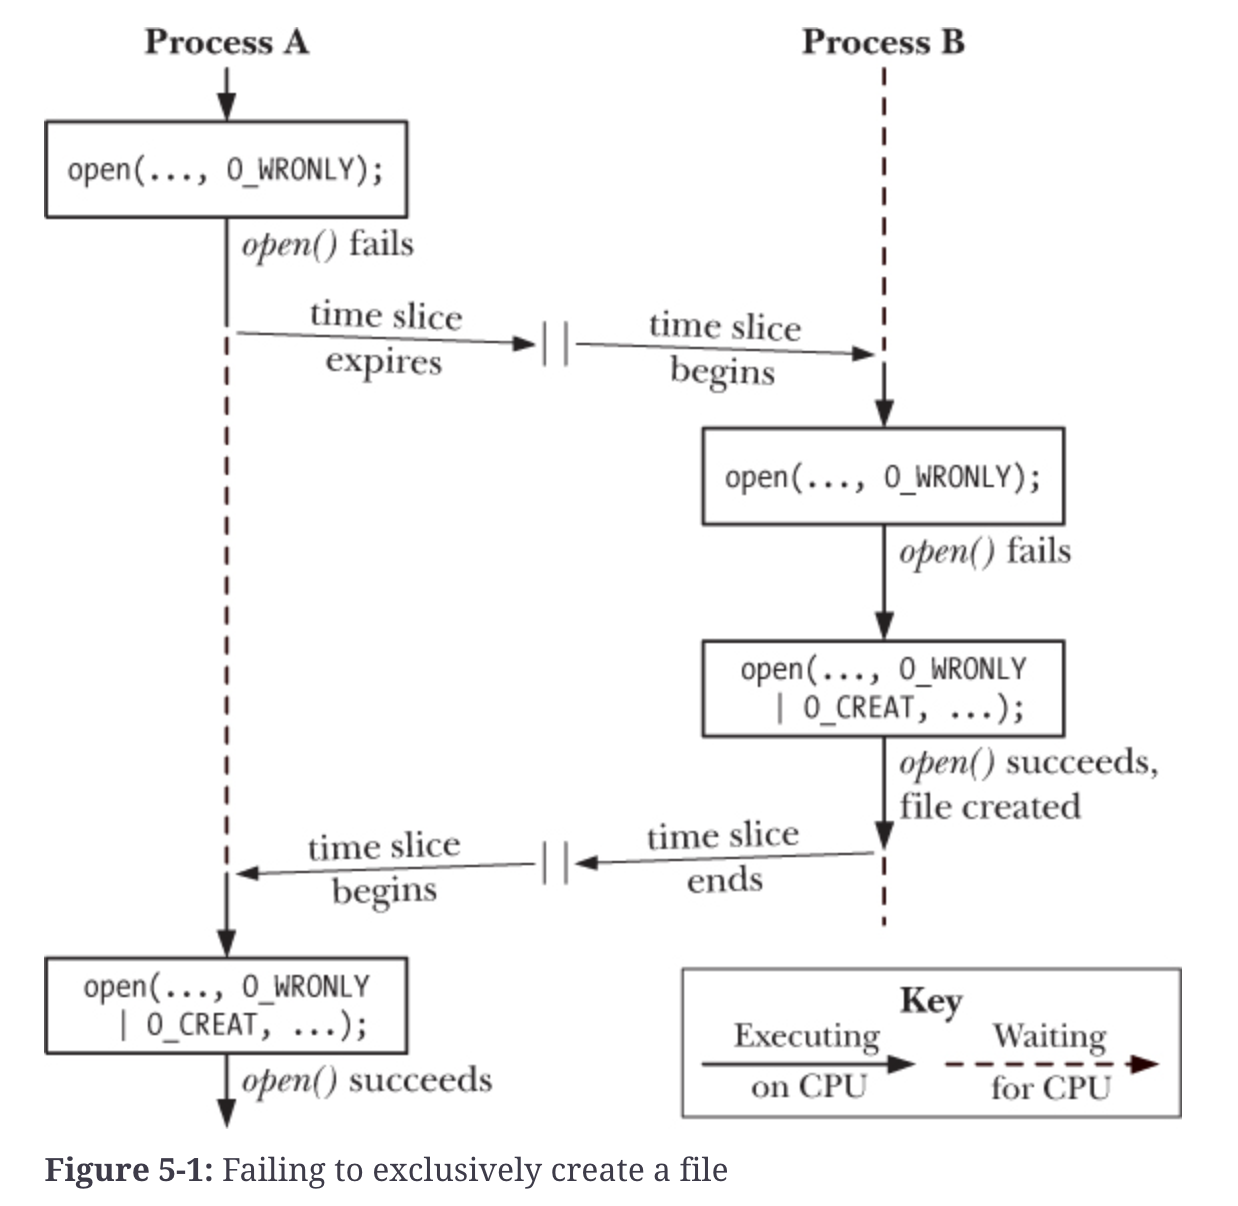 Process A
Process B
open(..., O_WRONLY);
open() fails
time slice
expires
time slice
begins
open(..., O_WRONLY);
open() fails
open(..., O_WRONLY
| O_CREAT, ...);
open() succeeds,
file created
time slice
ends
time slice
begins
open(..., O_WRONLY
| O_CREAT, ...);
open() succeeds
Key
Executing
on CPU
Waiting
for CPU
Figure 5-1: Failing to exclusively create a file